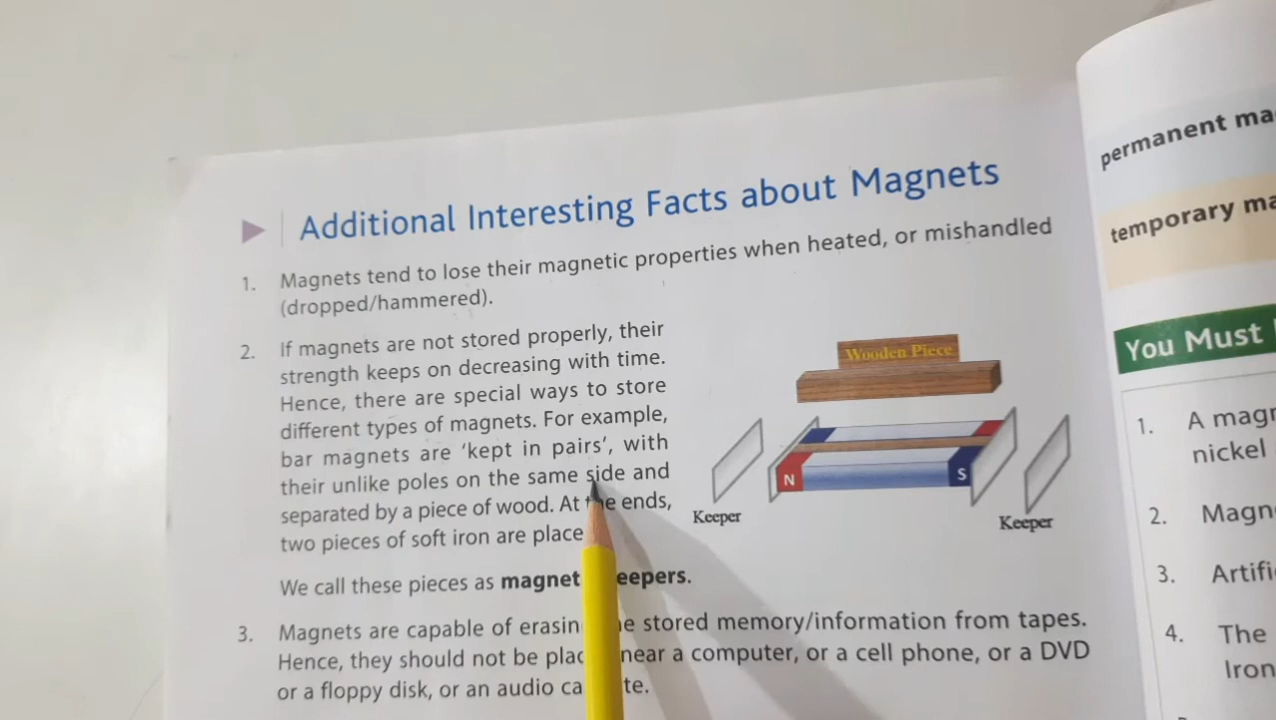 Additional Interesting Facts about Magnets
1. Magnets tend to lose their magnetic properties when heated, or mishandled
(dropped/hammered).
2. If magnets are not stored properly, their
strength keeps on decreasing with time.
Hence, there are special ways to store
different types of magnets. For example,
bar magnets are ‘kept in pairs’, with
their unlike poles on the same side and
separated by a piece of wood. At the ends,
two pieces of soft iron are place
We call these pieces as magnet eepers.
3. Magnets are capable of erasin e stored memory/information from tapes.
Hence, they should not be plac near a computer, or a cell phone, or a DVD
or a floppy disk, or an audio ca te.
Wooden Piece
N
S
Keeper
Keeper
permanent ma
temporary ma
You Must
1. A magn
nickel
2. Magn
3. Artifi
4. The
Iron